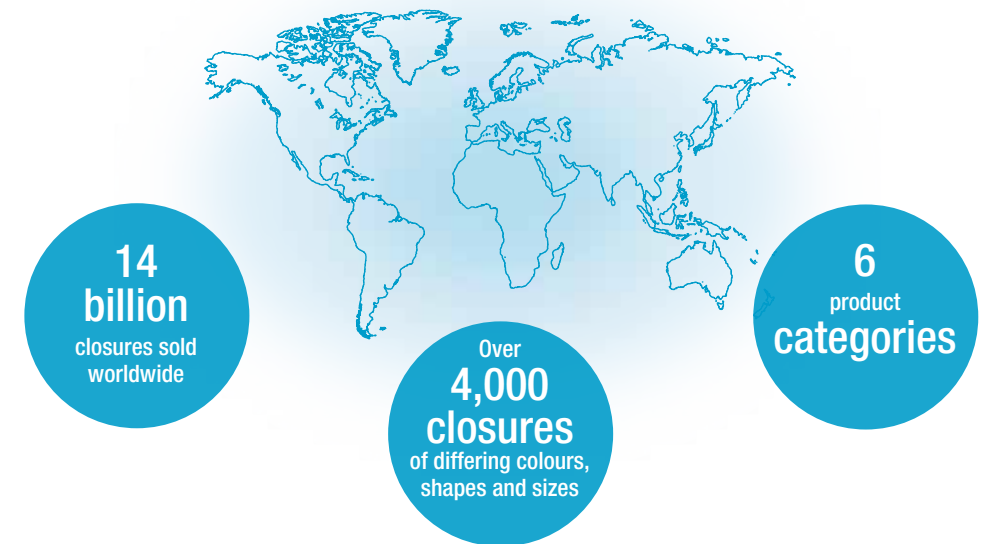 14
billion
closures sold
worldwide
Over
4,000
closures
of differing colours,
shapes and sizes
6
product
categories